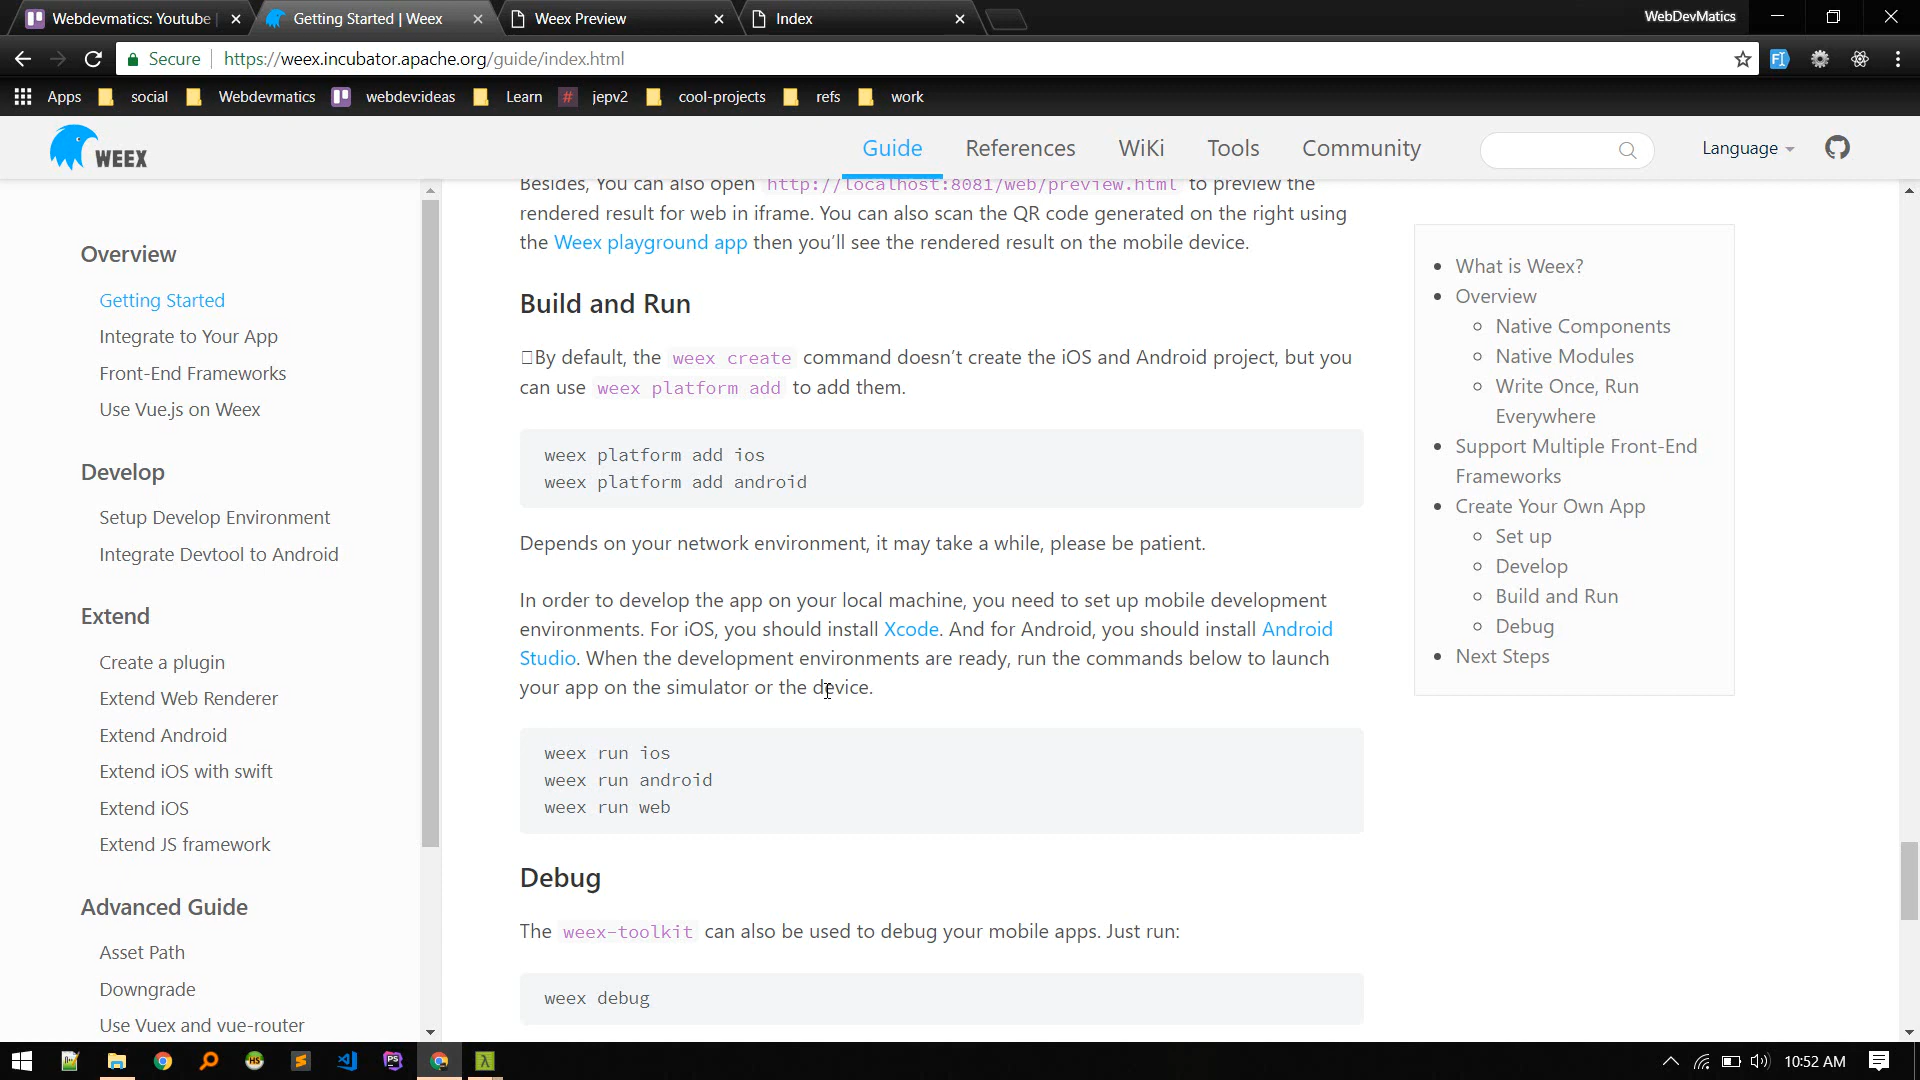 Webdevmatics: Youtube
Getting Started | Weex
Weex Preview
Index
WebDevMatics
Secure
https://weex.incubator.apache.org/guide/index.html
Apps
social
Webdevmatics
webdev:ideas
Learn
jepv2
cool-projects
refs
work
WEEX
Guide
References
WiKi
Tools
Community
Language
Overview
Getting Started
Integrate to Your App
Front-End Frameworks
Use Vue.js on Weex
Develop
Setup Develop Environment
Integrate Devtool to Android
Extend
Create a plugin
Extend Web Renderer
Extend Android
Extend iOS with swift
Extend iOS
Extend JS framework
Advanced Guide
Asset Path
Downgrade
Use Vuex and vue-router
Besides, You can also open http://localhost:8081/web/preview.html to preview the
rendered result for web in iframe. You can also scan the QR code generated on the right using
the Weex playground app then you’ll see the rendered result on the mobile device.
Build and Run
By default, the weex create command doesn’t create the iOS and Android project, but you
can use weex platform add to add them.
weex platform add ios
weex platform add android
Depends on your network environment, it may take a while, please be patient.
In order to develop the app on your local machine, you need to set up mobile development
environments. For iOS, you should install Xcode. And for Android, you should install Android
Studio. When the development environments are ready, run the commands below to launch
your app on the simulator or the device.
weex run ios
weex run android
weex run web
Debug
The weex-toolkit can also be used to debug your mobile apps. Just run:
weex debug
What is Weex?
Overview
Native Components
Native Modules
Write Once, Run
Everywhere
Support Multiple Front-End
Frameworks
Create Your Own App
Set up
Develop
Build and Run
Debug
Next Steps
10:52 AM